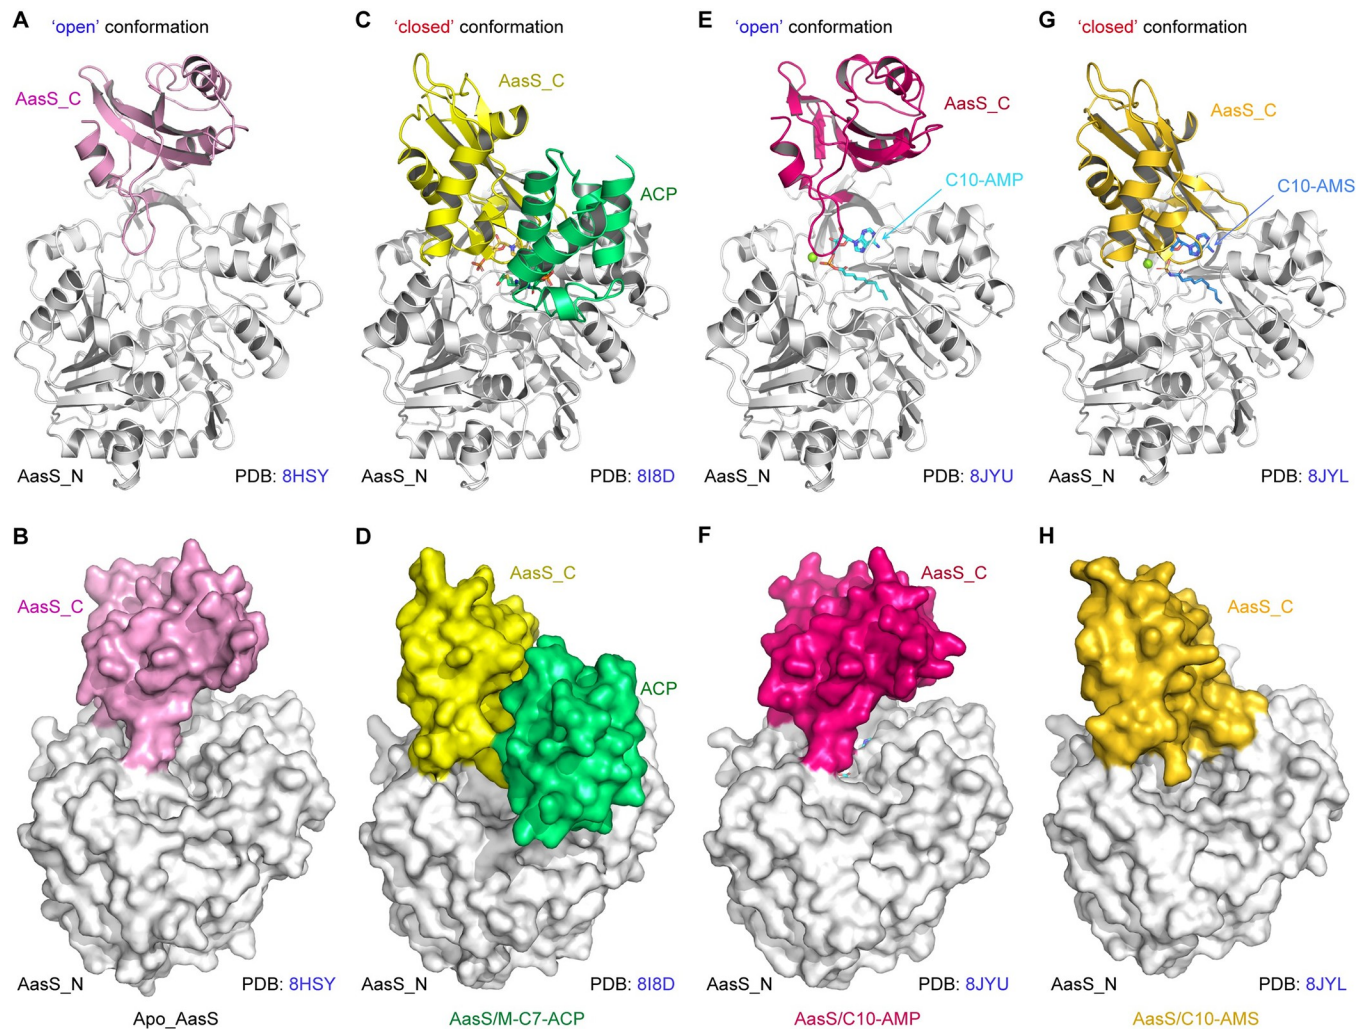 A 'open' conformation
AasS_C
AasS_N PDB: 8HSY
C 'closed' conformation
AasS_C
ACP
AasS_N PDB: 8I8D
E 'open' conformation
AasS_C
C10-AMP
AasS_N PDB: 8JYU
G 'closed' conformation
AasS_C
C10-AMS
AasS_N PDB: 8JYL
B
AasS_C
AasS_N PDB: 8HSY
Apo_AasS
D
AasS_C
ACP
AasS_N PDB: 8I8D
AasS/M-C7-ACP
F
AasS_C
AasS_N PDB: 8JYU
AasS/C10-AMP
H
AasS_C
AasS_N PDB: 8JYL
AasS/C10-AMS